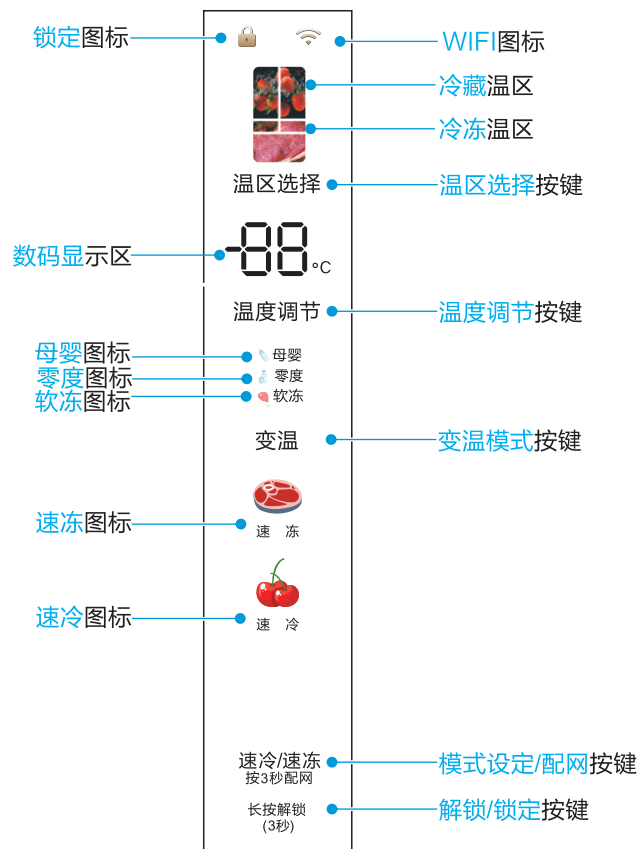 锁定图标
WIFI图标
冷藏温区
冷冻温区
温区选择
温区选择按键
数码显示区
-88°C
温度调节
温度调节按键
母婴图标
母婴
零度图标
零度
软冻图标
软冻
变温
变温模式按键
速冻图标
速 冻
速冷图标
速 冷
速冷/速冻
按3秒配网
模式设定/配网按键
长按解锁
(3秒)
解锁/锁定按键